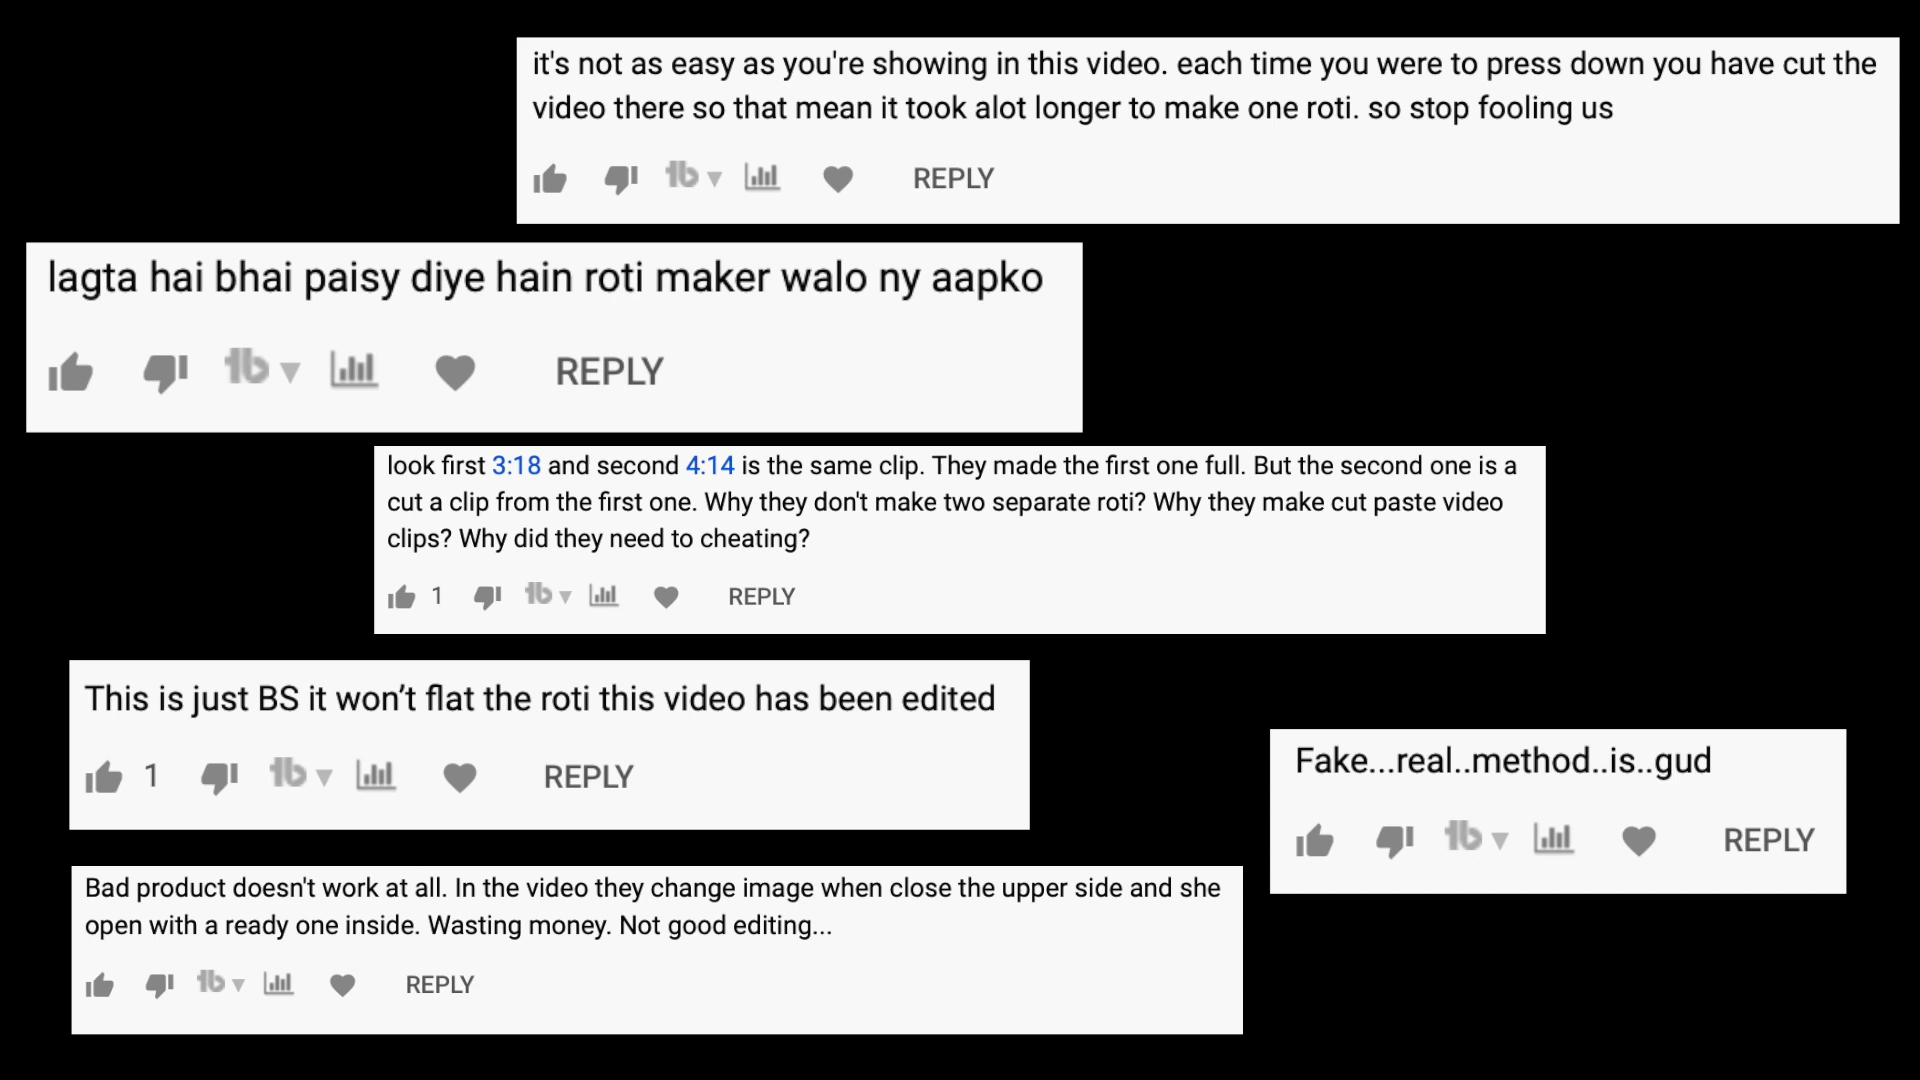 it's not as easy as you're showing in this video. each time you were to press down you have cut the
video there so that mean it took alot longer to make one roti. so stop fooling us
REPLY
lagta hai bhai paisy diye hain roti maker walo ny aapko
REPLY
look first 3:18 and second 4:14 is the same clip. They made the first one full. But the second one is a
cut a clip from the first one. Why they don't make two separate roti? Why they make cut paste video
clips? Why did they need to cheating?
1 REPLY
This is just BS it won’t flat the roti this video has been edited
1 REPLY
Fake...real..method..is..gud
REPLY
Bad product doesn't work at all. In the video they change image when close the upper side and she
open with a ready one inside. Wasting money. Not good editing...
REPLY